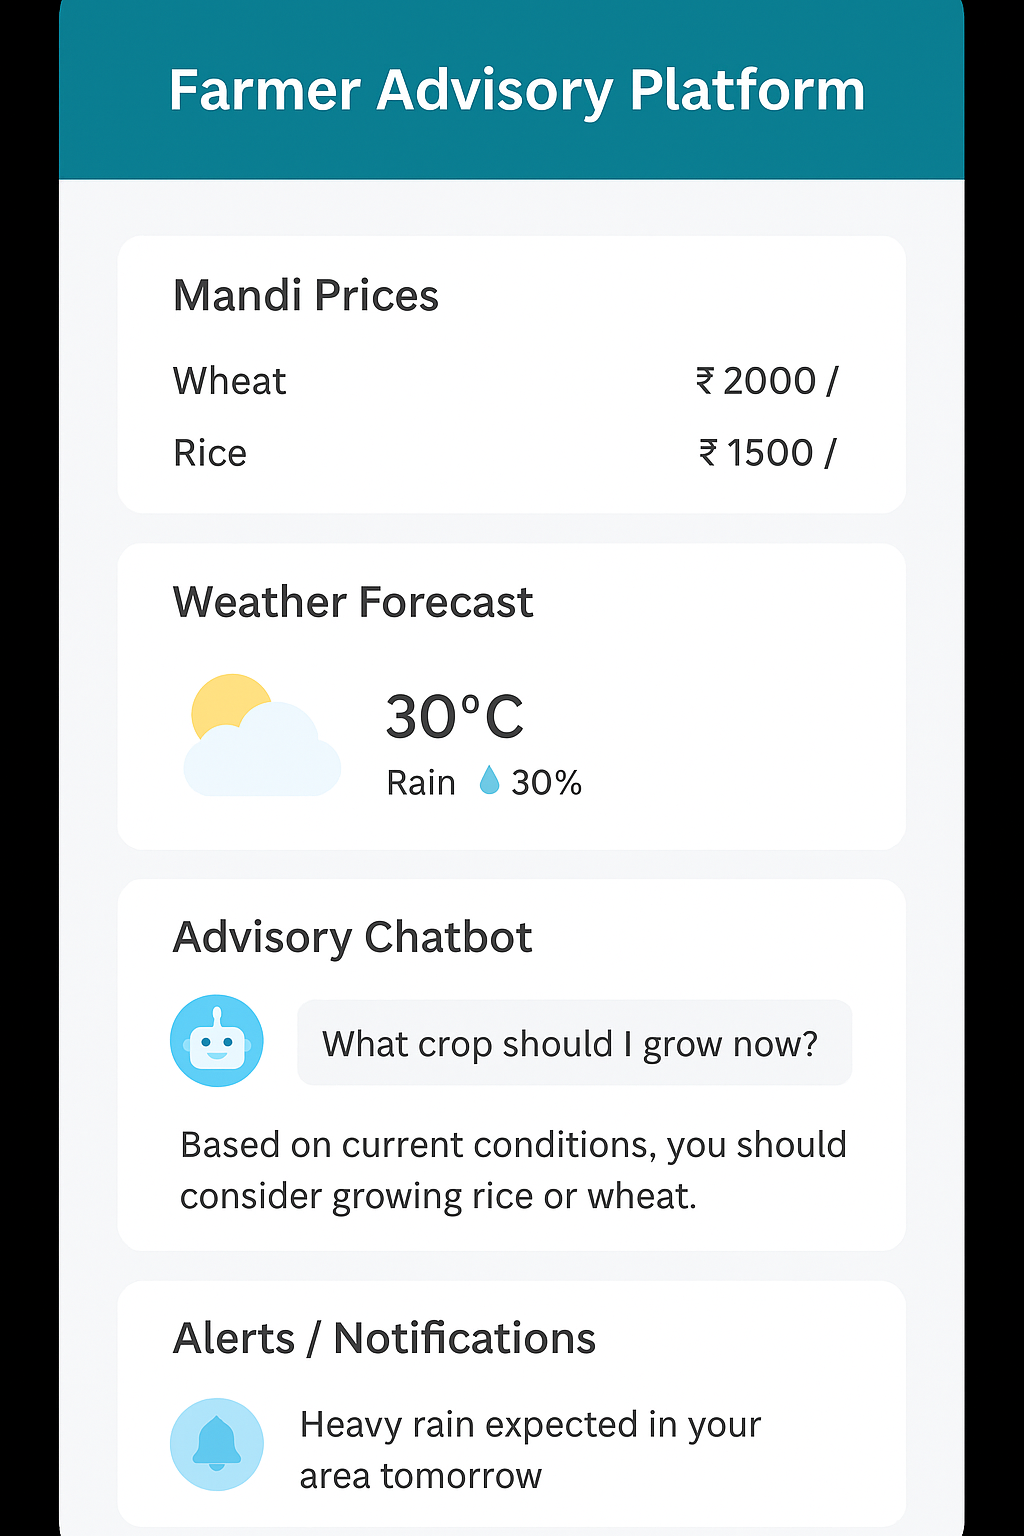 Farmer Advisory Platform
Mandi Prices
Wheat ₹ 2000 /
Rice ₹ 1500 /
Weather Forecast
30°C
Rain 30%
Advisory Chatbot
What crop should I grow now?
Based on current conditions, you should
consider growing rice or wheat.
Alerts / Notifications
Heavy rain expected in your
area tomorrow